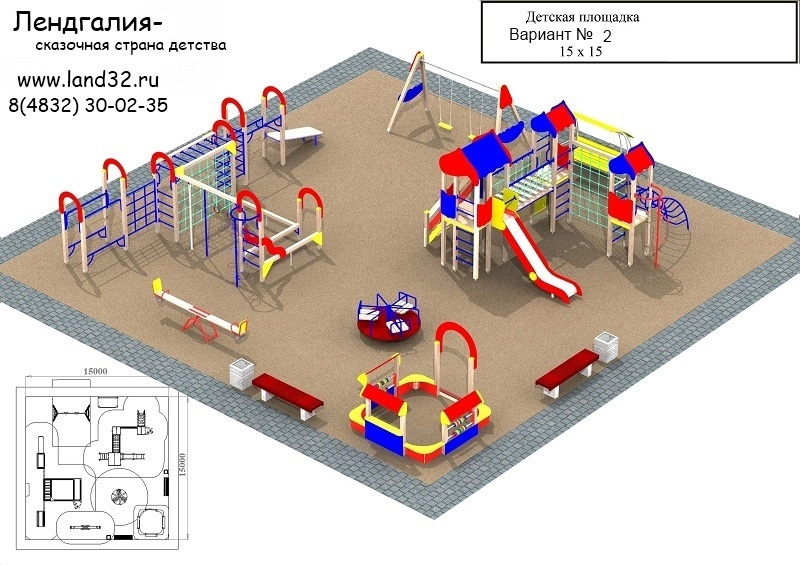 Лендгалия-
сказочная страна детства
www.land32.ru
8(4832) 30-02-35
Детская площадка
Вариант № 2
15 х 15
15000
15000